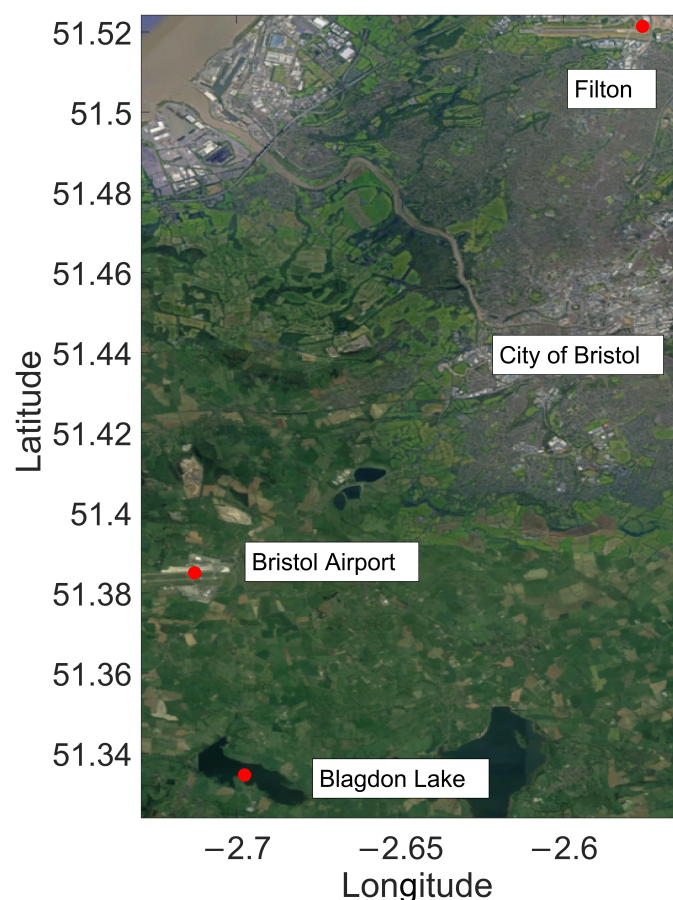 51.52
Filton
51.5
51.48
51.46
51.44
City of Bristol
Latitude
51.42
51.4
Bristol Airport
51.38
51.36
51.34
Blagdon Lake
−2.7
−2.65
−2.6
Longitude